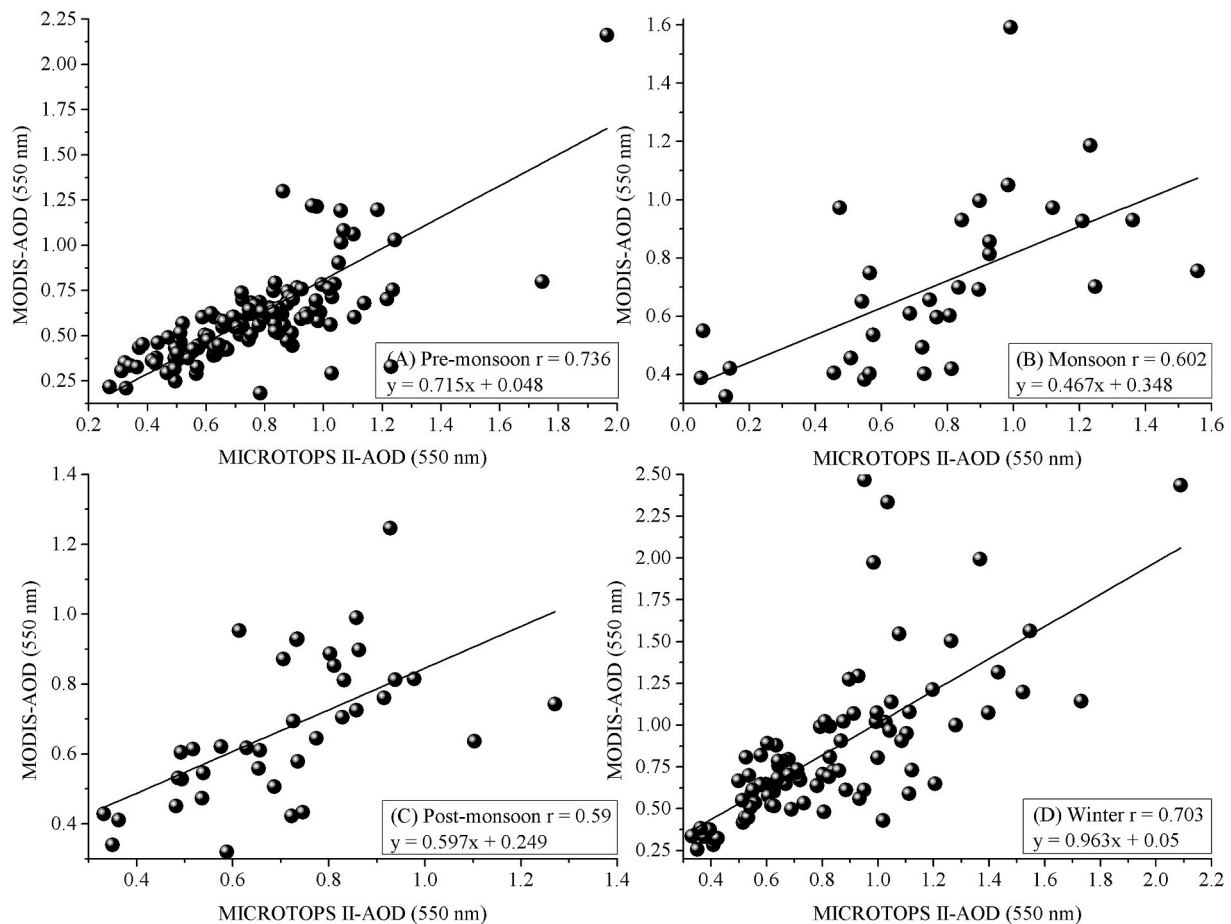 2.25
2.00
1.75
1.50
1.25
1.00
0.75
0.50
0.25
MODIS-AOD (550 nm)
(A) Pre-monsoon r = 0.736
y = 0.715x + 0.048
0.2 0.4 0.6 0.8 1.0 1.2 1.4 1.6 1.8 2.0
MICROTOPS II-AOD (550 nm)
1.6
1.4
1.2
1.0
0.8
0.6
0.4
MODIS-AOD (550 nm)
(B) Monsoon r = 0.602
y = 0.467x + 0.348
0.0 0.2 0.4 0.6 0.8 1.0 1.2 1.4 1.6
MICROTOPS II-AOD (550 nm)
1.4
1.2
1.0
0.8
0.6
0.4
MODIS-AOD (550 nm)
(C) Post-monsoon r = 0.59
y = 0.597x + 0.249
0.4 0.6 0.8 1.0 1.2 1.4
MICROTOPS II-AOD (550 nm)
2.50
2.25
2.00
1.75
1.50
1.25
1.00
0.75
0.50
0.25
MODIS-AOD (550 nm)
(D) Winter r = 0.703
y = 0.963x + 0.05
0.4 0.6 0.8 1.0 1.2 1.4 1.6 1.8 2.0 2.2
MICROTOPS II-AOD (550 nm)